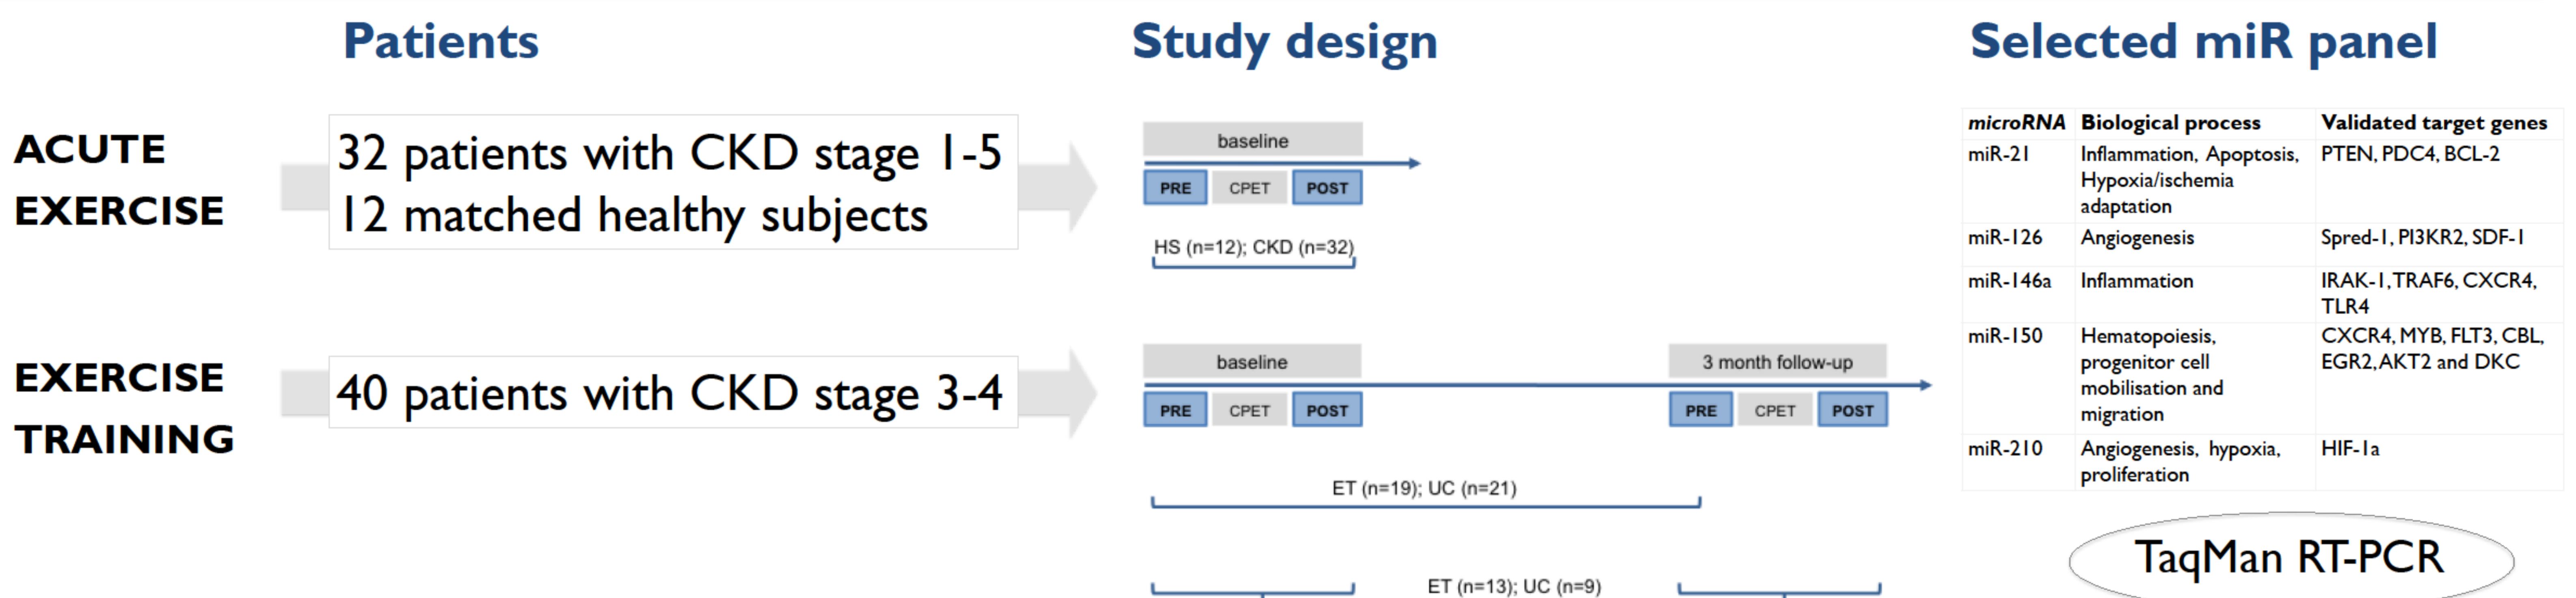 Patients
Study design
Selected miR panel
ACUTE
EXERCISE
32 patients with CKD stage 1-5
12 matched healthy subjects
baseline
PRE CPET POST
HS (n=12); CKD (n=32)
EXERCISE
TRAINING
40 patients with CKD stage 3-4
baseline
3 month follow-up
PRE CPET POST
PRE CPET POST
ET (n=19); UC (n=21)
ET (n=13); UC (n=9)
microRNA Biological process Validated target genes
miR-21 Inflammation, Apoptosis, PTEN, PDC4, BCL-2
Hypoxia/ischemia
adaptation
miR-126 Angiogenesis Spred-1, PI3KR2, SDF-1
miR-146a Inflammation IRAK-1, TRAF6, CXCR4,
TLR4
miR-150 Hematopoiesis, CXCR4, MYB, FLT3, CBL,
progenitor cell EGR2, AKT2 and DKC
mobilisation and
migration
miR-210 Angiogenesis, hypoxia, HIF-1a
proliferation
TaqMan RT-PCR